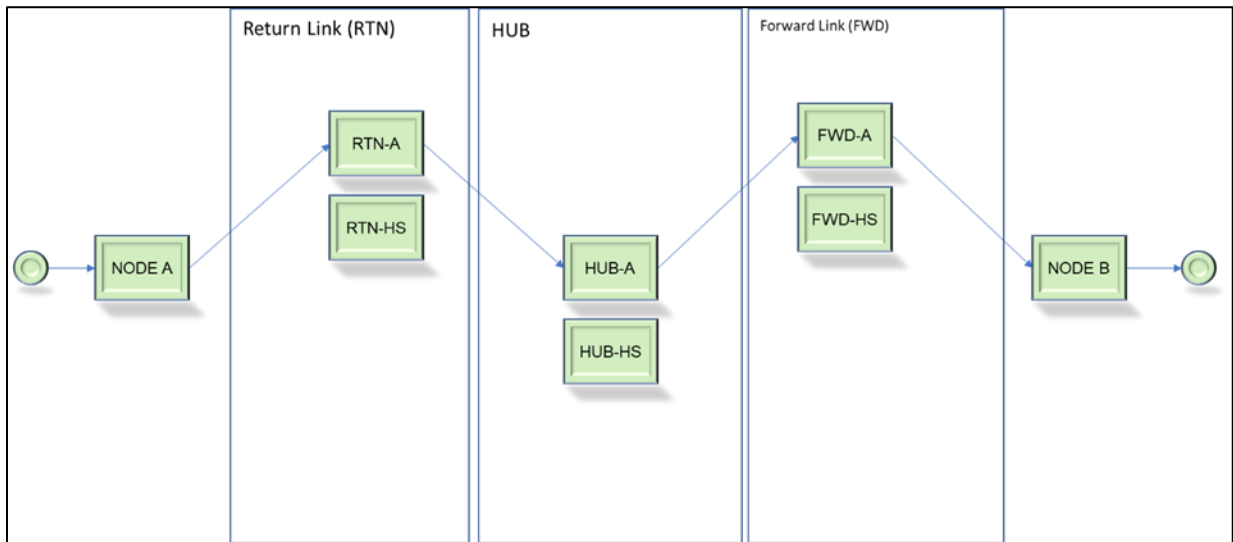 Return Link (RTN)
HUB
Forward Link (FWD)
RTN-A
FWD-A
RTN-HS
FWD-HS
NODE A
HUB-A
NODE B
HUB-HS